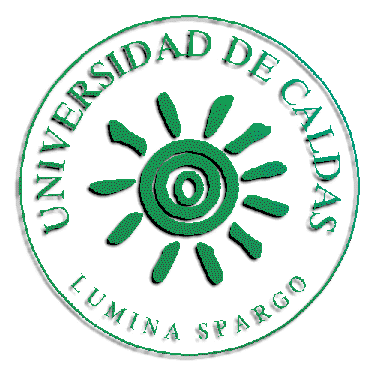 UNIVERSIDAD DE CALDAS
LUMINA SPARGO